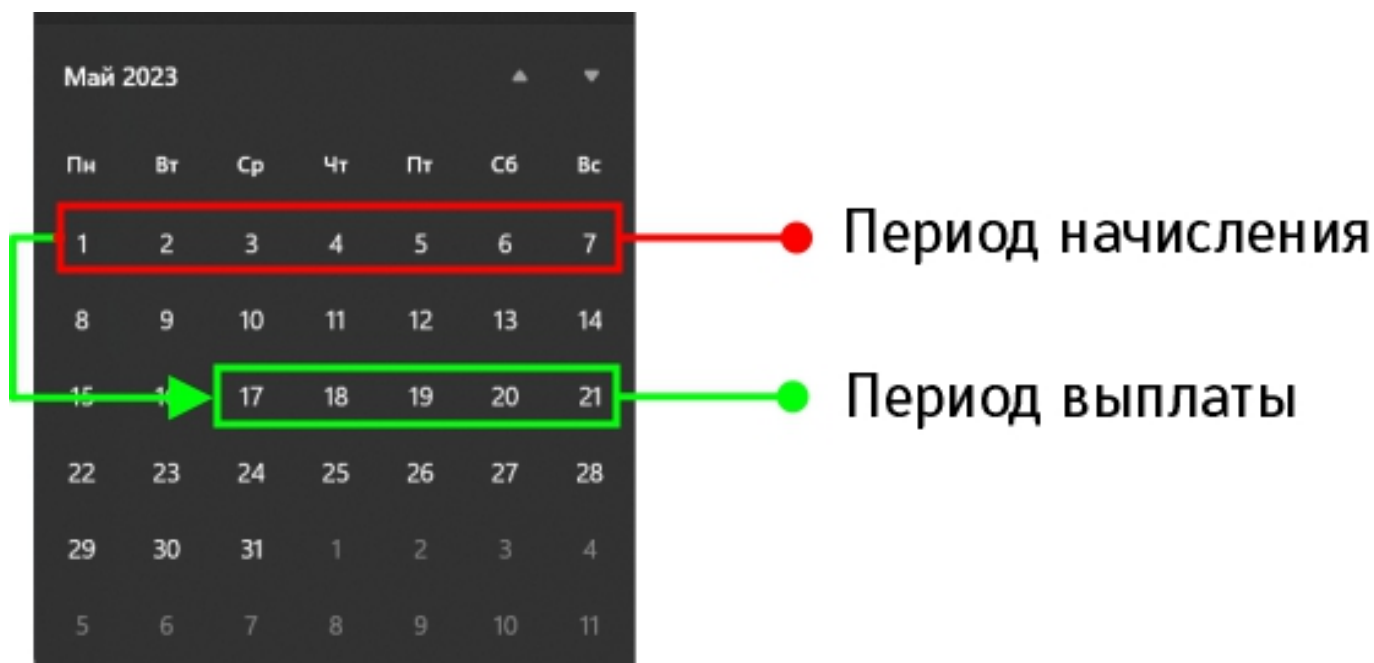 Май 2023
Пн Вт Ср Чт Пт Сб Вс
1 2 3 4 5 6 7
Период начисления
8 9 10 11 12 13 14
15 17 18 19 20 21
Период выплаты
22 23 24 25 26 27 28
29 30 31 1 2 3 4
5 6 7 8 9 10 11